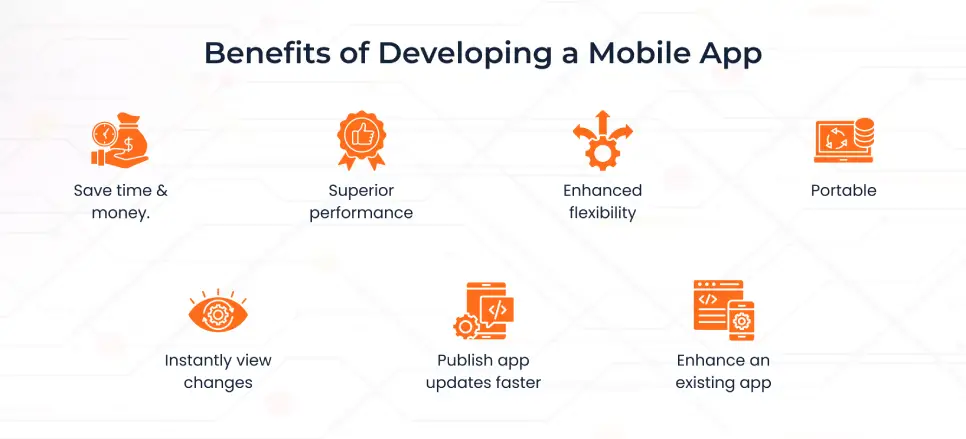 Benefits of Developing a Mobile App
Save time &
money.
Superior
performance
Enhanced
flexibility
Portable
Instantly view
changes
Publish app
updates faster
Enhance an
existing app